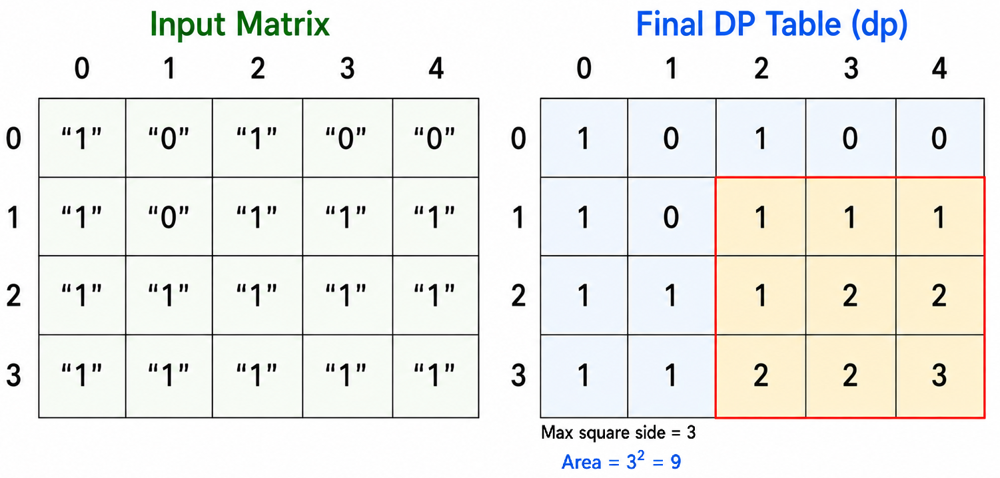 Input Matrix
0 1 2 3 4
0 “1” “0” “1” “0” “0”
1 “1” “0” “1” “1” “1”
2 “1” “1” “1” “1” “1”
3 “1” “1” “1” “1” “1”
Final DP Table (dp)
0 1 2 3 4
0 1 0 1 0 0
1 1 0 1 1 1
2 1 1 1 2 2
3 1 1 2 2 3
Max square side = 3
Area = 3² = 9